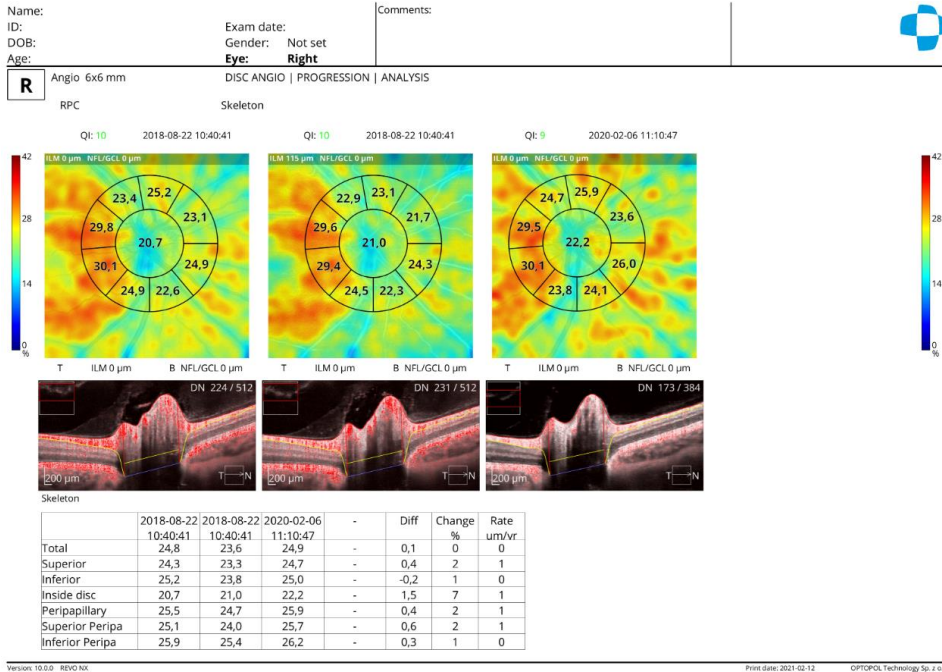 Name:
Comments:
ID:
Exam date:
DOB:
Gender: Not set
Age:
Eye: Right
R
Angio 6x6 mm
DISC ANGIO | PROGRESSION | ANALYSIS
RPC
Skeleton
QI: 10 2018-08-22 10:40:41
QI: 10 2018-08-22 10:40:41
QI: 9 2020-02-06 11:10:47
42
28
14
0
%
ILM 0 µm NFL/GCL 0 µm
23,4
25,2
29,8
23,1
20,7
30,1
24,9
24,9
22,6
ILM 115 µm NFL/GCL 0 µm
22,9
23,1
29,6
21,7
21,0
29,4
24,3
24,5
22,3
ILM 0 µm NFL/GCL 0 µm
24,7
25,9
29,5
23,6
22,2
30,1
26,0
23,8
24,1
42
28
14
0
%
T ILM 0 µm B NFL/GCL 0 µm
T ILM 0 µm B NFL/GCL 0 µm
T ILM 0 µm B NFL/GCL 0 µm
DN 224 / 512
200 µm
T N
DN 231 / 512
200 µm
T N
DN 173 / 384
200 µm
T N
Skeleton
2018-08-22 2018-08-22 2020-02-06 - Diff Change Rate
10:40:41 10:40:41 11:10:47 % um/yr
Total 24,8 23,6 24,9 - 0,1 0 0
Superior 24,3 23,3 24,7 - 0,4 2 1
Inferior 25,2 23,8 25,0 - -0,2 1 0
Inside disc 20,7 21,0 22,2 - 1,5 7 1
Peripapillary 25,5 24,7 25,9 - 0,4 2 1
Superior Peripa 25,1 24,0 25,7 - 0,6 2 1
Inferior Peripa 25,9 25,4 26,2 - 0,3 1 0
Version: 10.0.0 REVO NX
Print date: 2021-02-12
OPTOPOL Technology Sp. z o